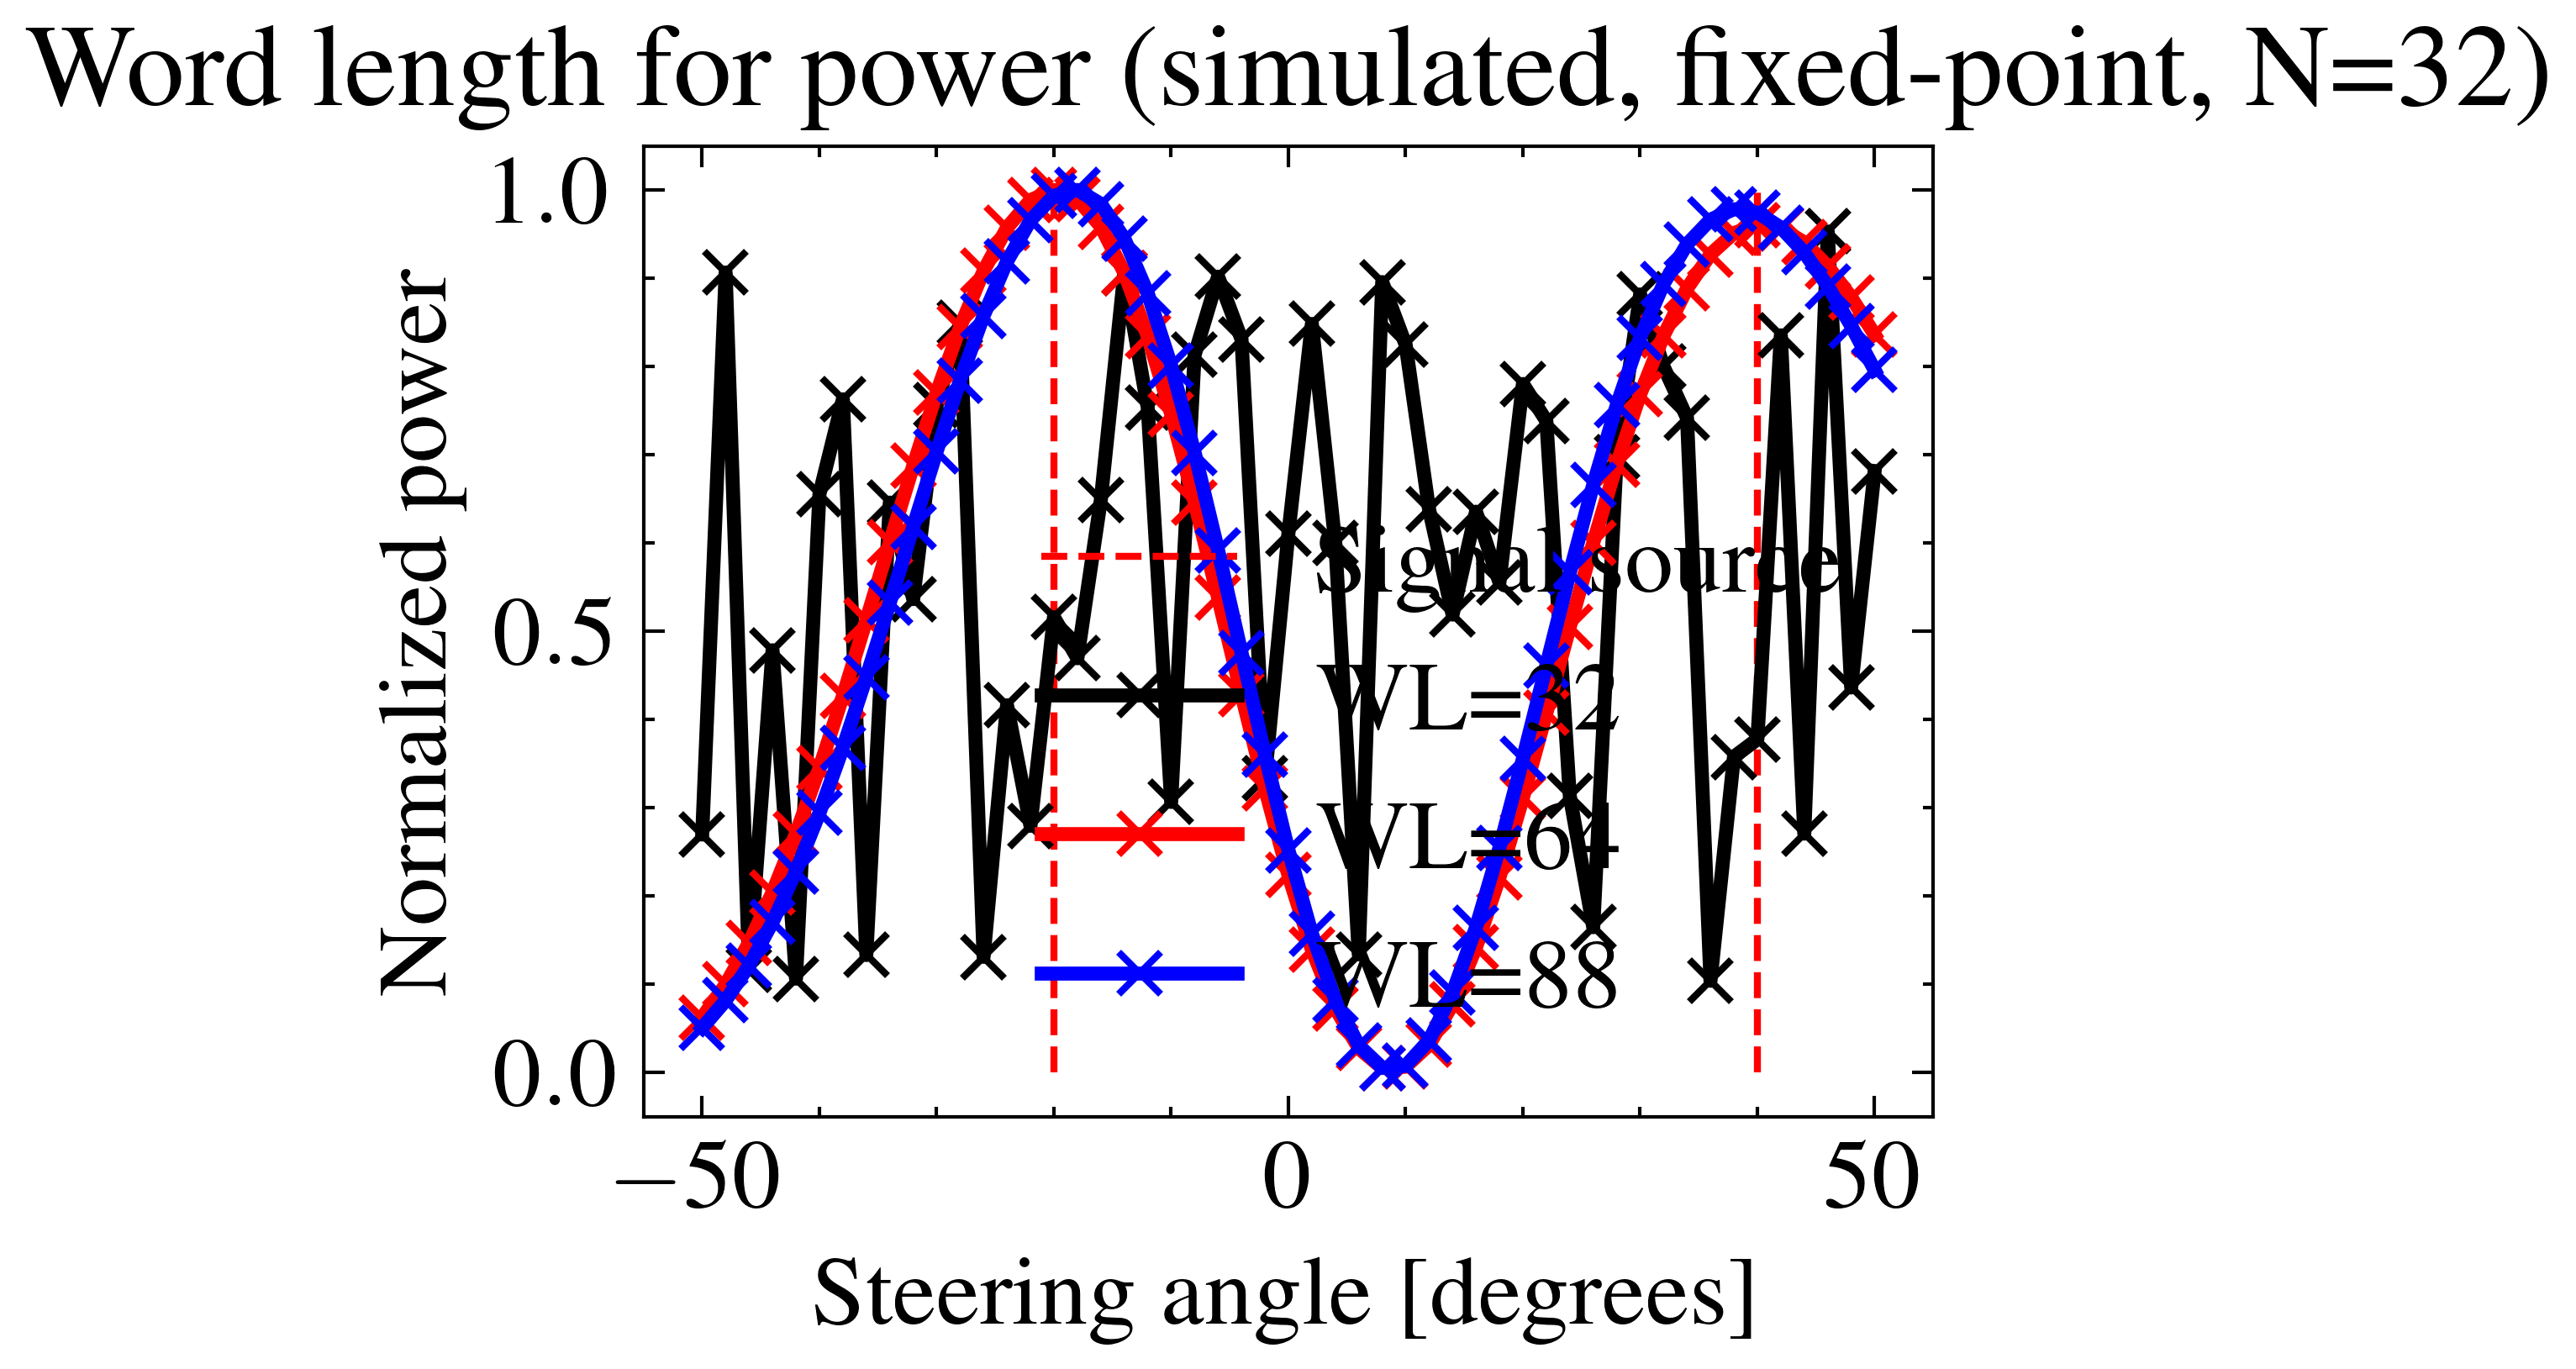 Word length for power (simulated, fixed-point, N=32)
Normalized power
1.0
0.5
0.0
Signal source
WL=32
WL=64
WL=88
−50
0
50
Steering angle [degrees]